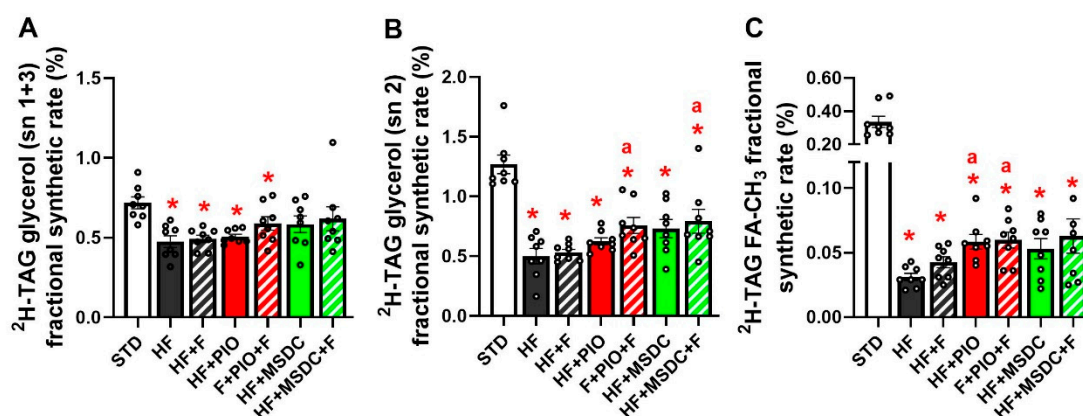 A
²H-TAG glycerol (sn 1+3)
fractional synthetic rate (%)
1.5
1.0
0.5
0.0
* * * *
STD HF HF+F HF+PIO F+PIO+F HF+MSDC HF+MSDC+F
B
²H-TAG glycerol (sn 2)
fractional synthetic rate (%)
2.0
1.5
1.0
0.5
0.0
a a
* * * * * *
STD HF HF+F HF+PIO F+PIO+F HF+MSDC HF+MSDC+F
C
²H-TAG FA-CH₃ fractional
synthetic rate (%)
0.60
0.40
0.20
0.10
0.05
0.00
a a
* * * * * *
STD HF HF+F HF+PIO F+PIO+F HF+MSDC HF+MSDC+F